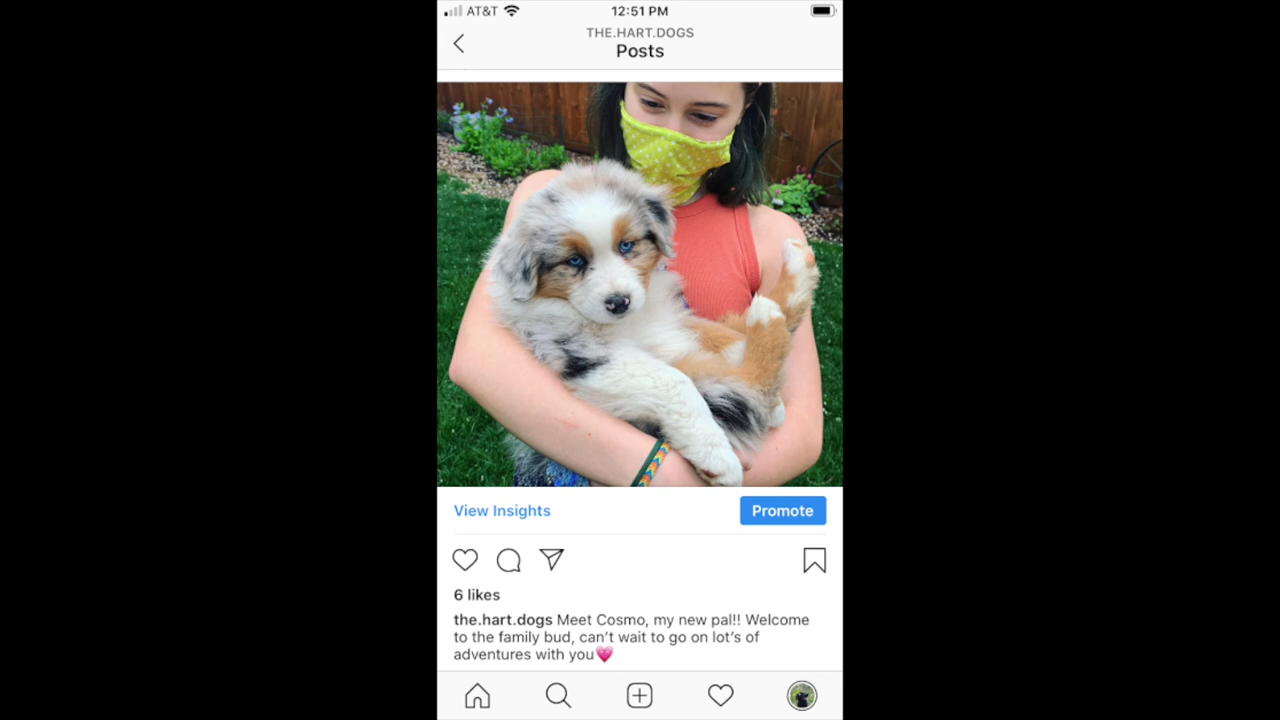 AT&T 12:51 PM
THE.HART.DOGS
Posts
View Insights Promote
6 likes
the.hart.dogs Meet Cosmo, my new pal!! Welcome
to the family bud, can't wait to go on lot's of
adventures with you💗